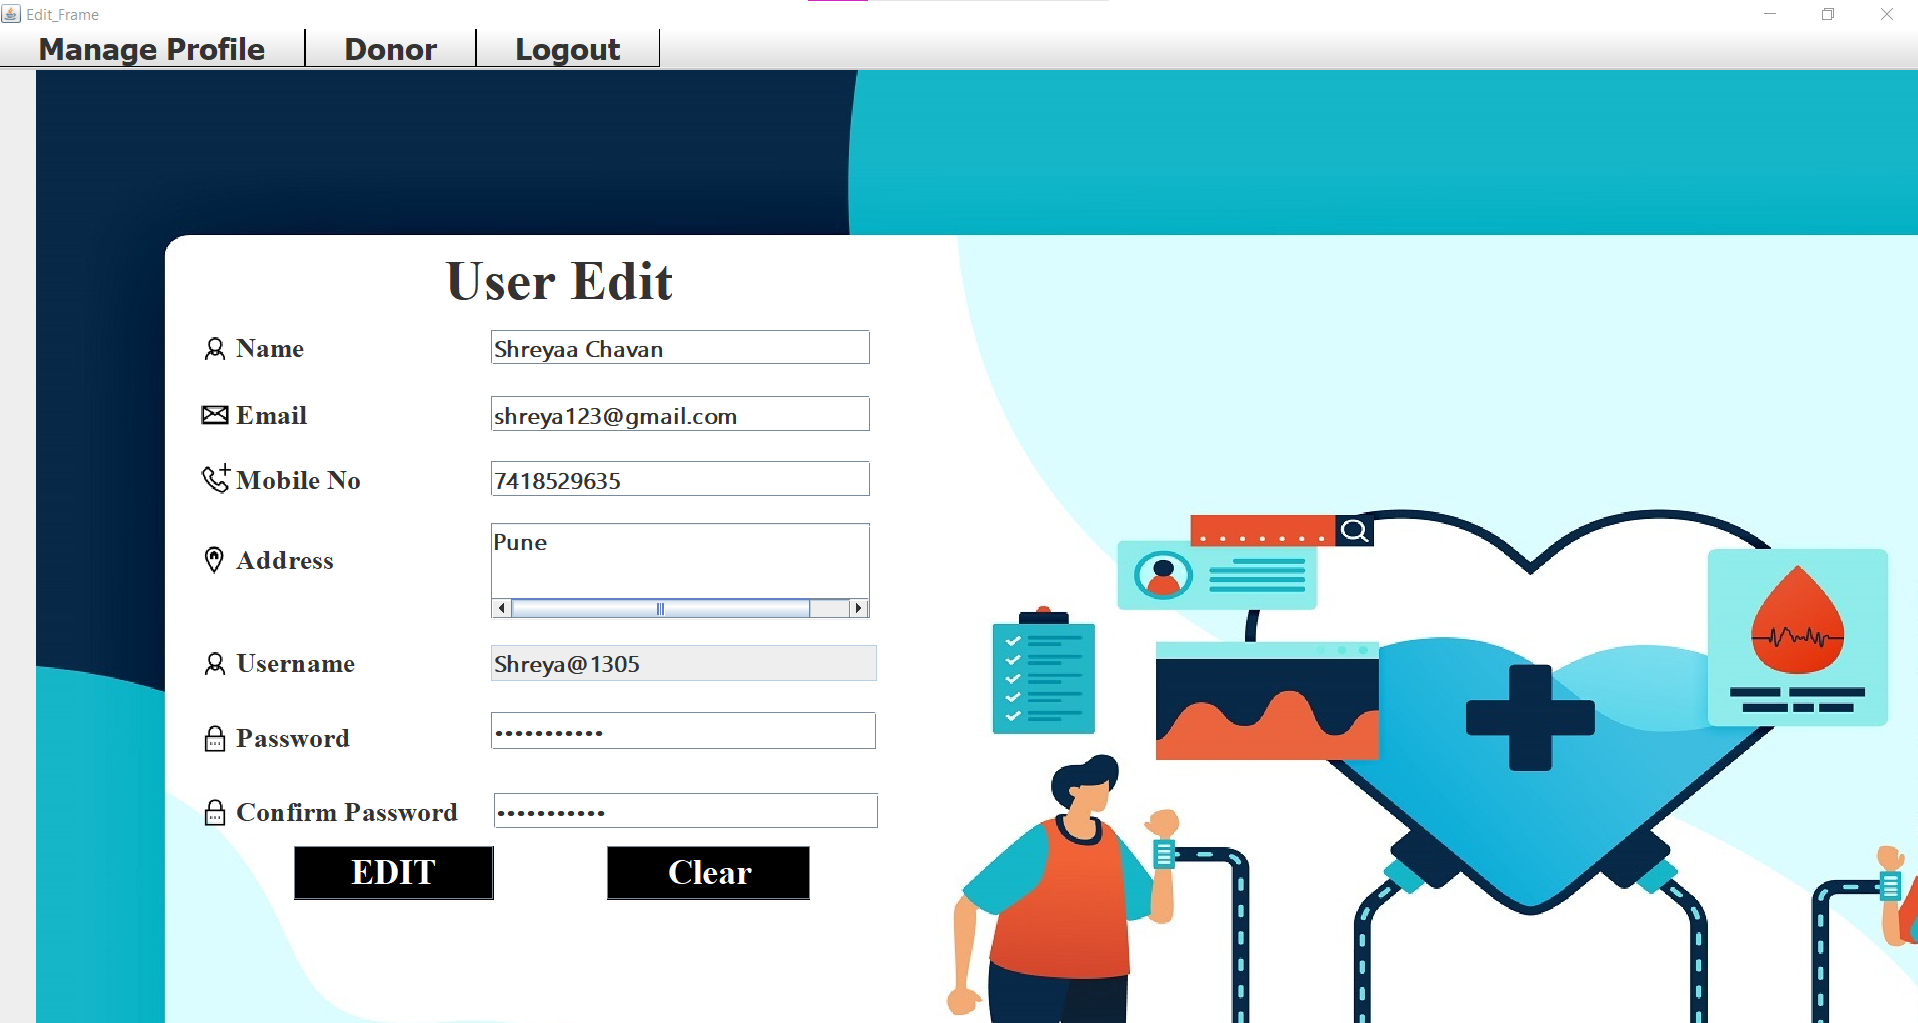 Edit_Frame
Manage Profile Donor Logout
User Edit
Name Shreyaa Chavan
Email shreya123@gmail.com
Mobile No 7418529635
Address Pune
Username Shreya@1305
Password •••••••••••
Confirm Password •••••••••••
EDIT Clear